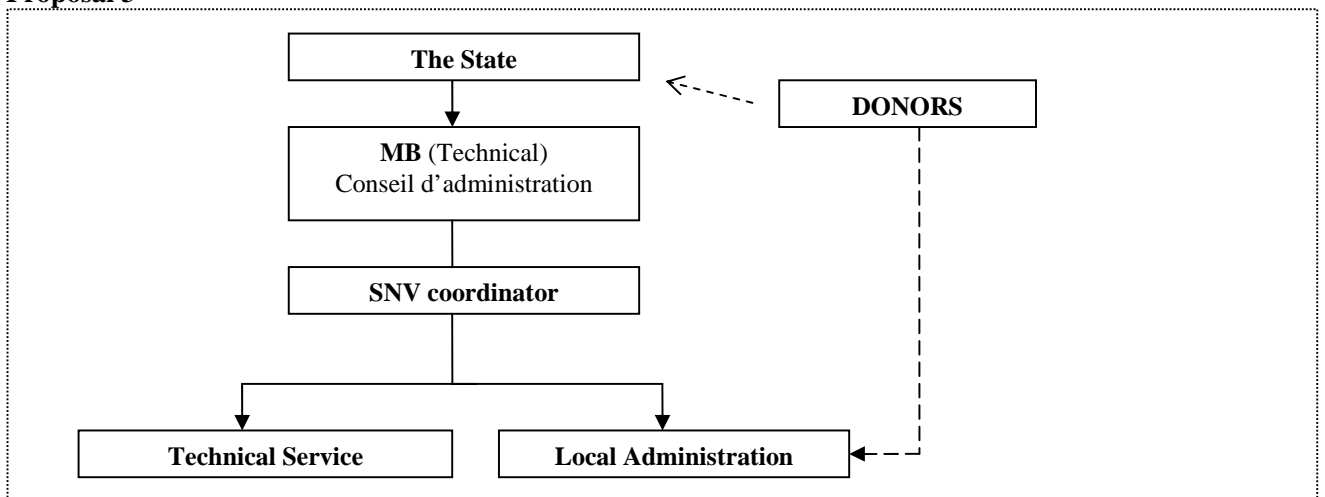 The State
DONORS
MB (Technical)
Conseil d’administration
SNV coordinator
Technical Service
Local Administration